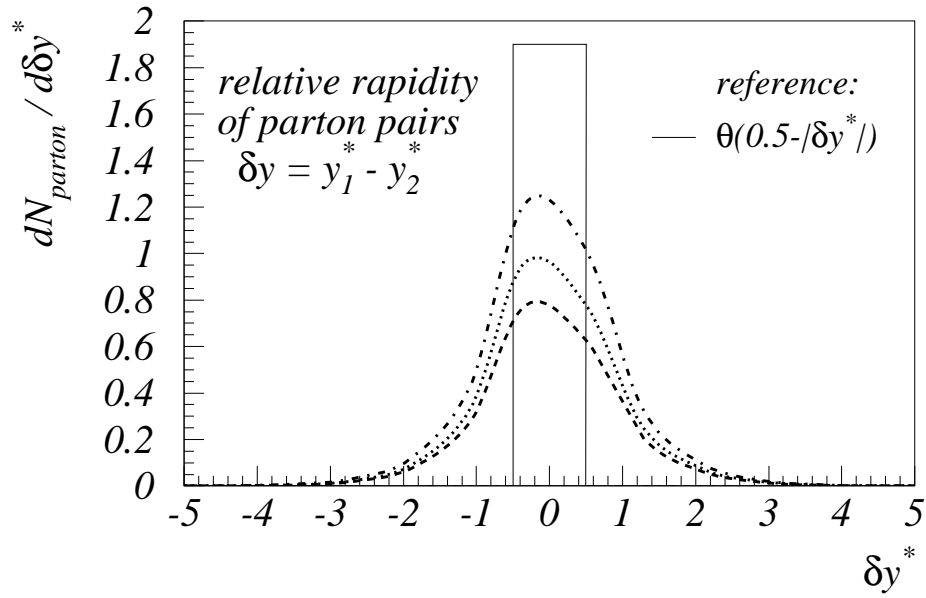 dN_parton / dδy*
2
1.8
1.6
1.4
1.2
1
0.8
0.6
0.4
0.2
0
relative rapidity
of parton pairs
δy = y_1^* - y_2^*
reference:
θ(0.5-|δy*|)
-5 -4 -3 -2 -1 0 1 2 3 4 5
δy*